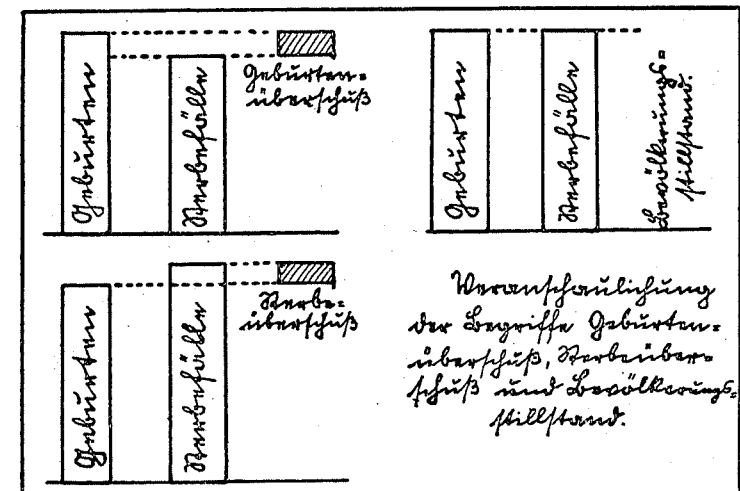 Geburten
Sterbefälle
Geburten-
überschuß
Geburten
Sterbefälle
Bevölkerungs-
stillstand.
Geburten
Sterbefälle
Sterbe-
überschuß
Veranschaulichung
der Begriffe Geburten-
überschuß, Sterbeüber-
schuß und Bevölkerungs-
stillstand.